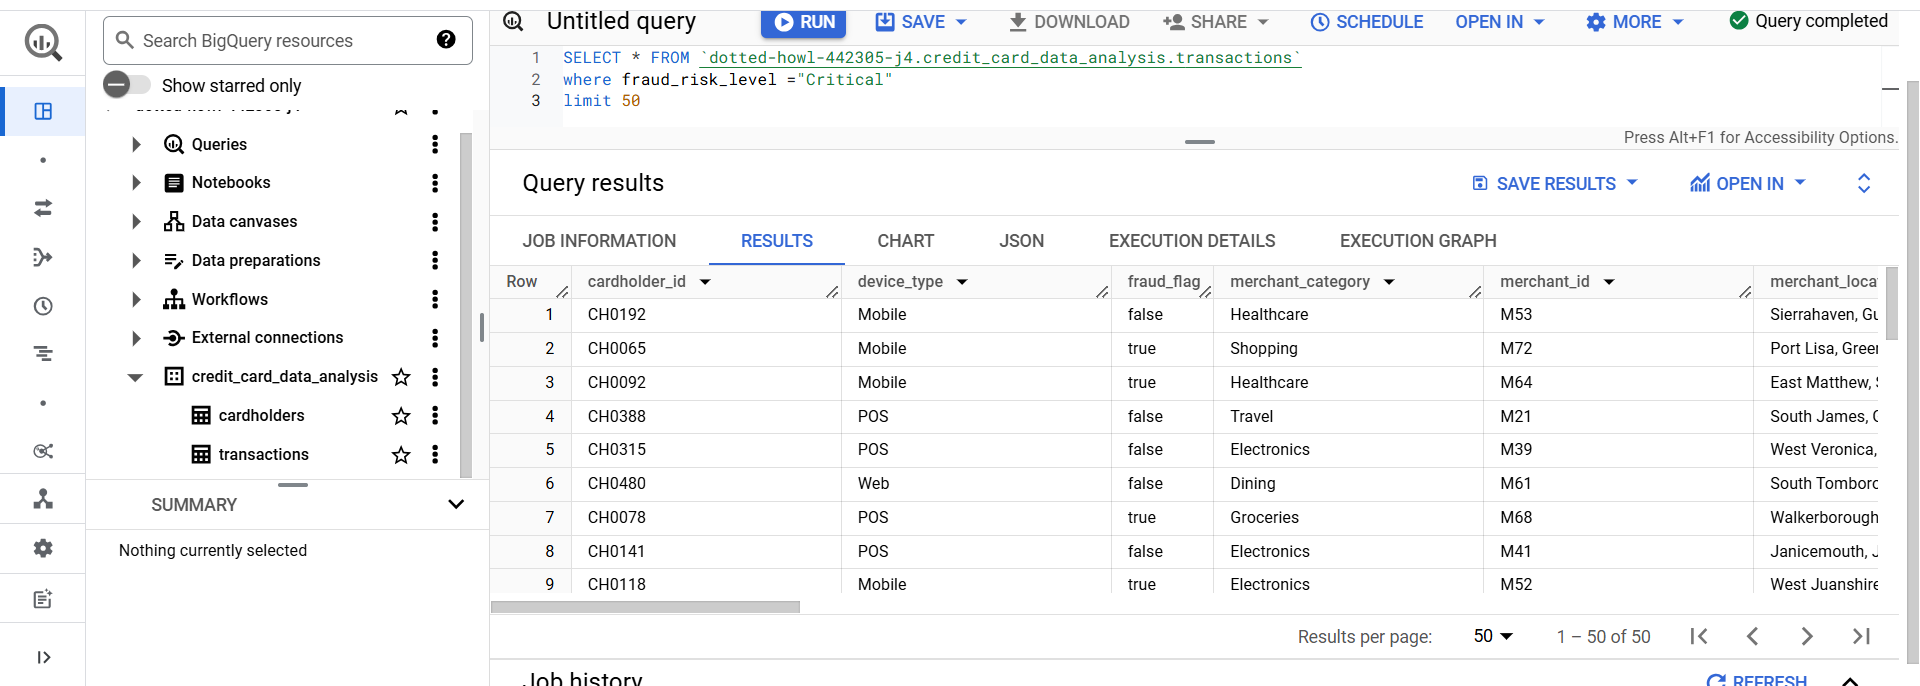 Search BigQuery resources
Show starred only
Queries
Notebooks
Data canvases
Data preparations
Workflows
External connections
credit_card_data_analysis
cardholders
transactions
SUMMARY
Nothing currently selected
Untitled query
RUN
SAVE
DOWNLOAD
SHARE
SCHEDULE
OPEN IN
MORE
Query completed
1 SELECT * FROM `dotted-howl-442305-j4.credit_card_data_analysis.transactions`
2 where fraud_risk_level ="Critical"
3 limit 50
Press Alt+F1 for Accessibility Options.
Query results
SAVE RESULTS
OPEN IN
JOB INFORMATION RESULTS CHART JSON EXECUTION DETAILS EXECUTION GRAPH
Row cardholder_id device_type fraud_flag merchant_category merchant_id merchant_loca
1 CH0192 Mobile false Healthcare M53 Sierrahaven, Gu
2 CH0065 Mobile true Shopping M72 Port Lisa, Green
3 CH0092 Mobile true Healthcare M64 East Matthew,
4 CH0388 POS false Travel M21 South James,
5 CH0315 POS false Electronics M39 West Veronica,
6 CH0480 Web false Dining M61 South Tomboro
7 CH0078 POS true Groceries M68 Walkerborough
8 CH0141 POS false Electronics M41 Janicemouth, J
9 CH0118 Mobile true Electronics M52 West Juanshire
Results per page: 50 1 – 50 of 50
Job history
REFRESH